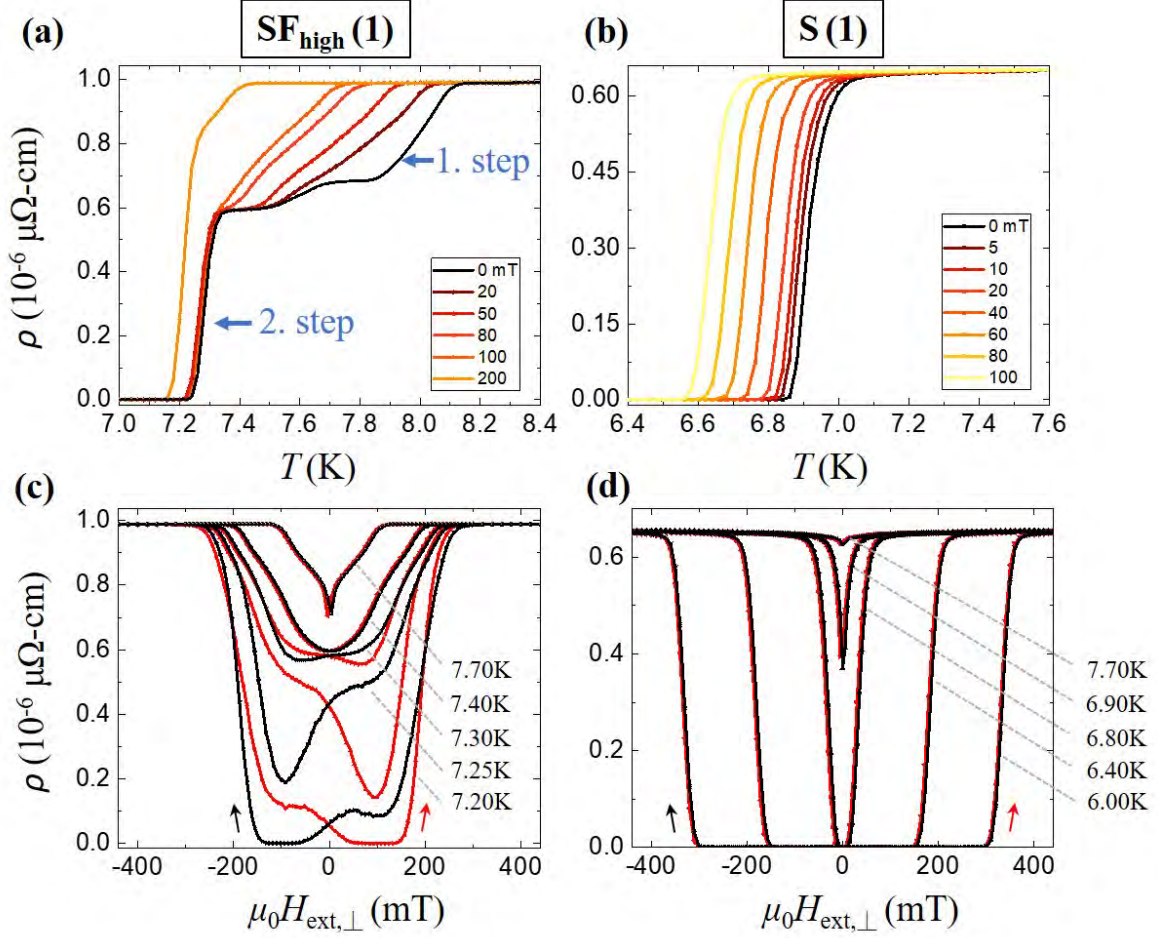 (a)
SF_high (1)
(b)
S (1)
1.0
0.8
0.6
0.4
0.2
0.0
ρ (10⁻⁶ μΩ-cm)
1. step
2. step
0 mT
20
50
80
100
200
7.0 7.2 7.4 7.6 7.8 8.0 8.2 8.4
T (K)
0.60
0.45
0.30
0.15
0.00
0 mT
5
10
20
40
60
80
100
6.4 6.6 6.8 7.0 7.2 7.4 7.6
T (K)
(c)
1.0
0.8
0.6
0.4
0.2
0.0
ρ (10⁻⁶ μΩ-cm)
7.70K
7.40K
7.30K
7.25K
7.20K
-400 -200 0 200 400
μ₀H_ext,⊥ (mT)
(d)
0.6
0.4
0.2
0.0
7.70K
6.90K
6.80K
6.40K
6.00K
-400 -200 0 200 400
μ₀H_ext,⊥ (mT)